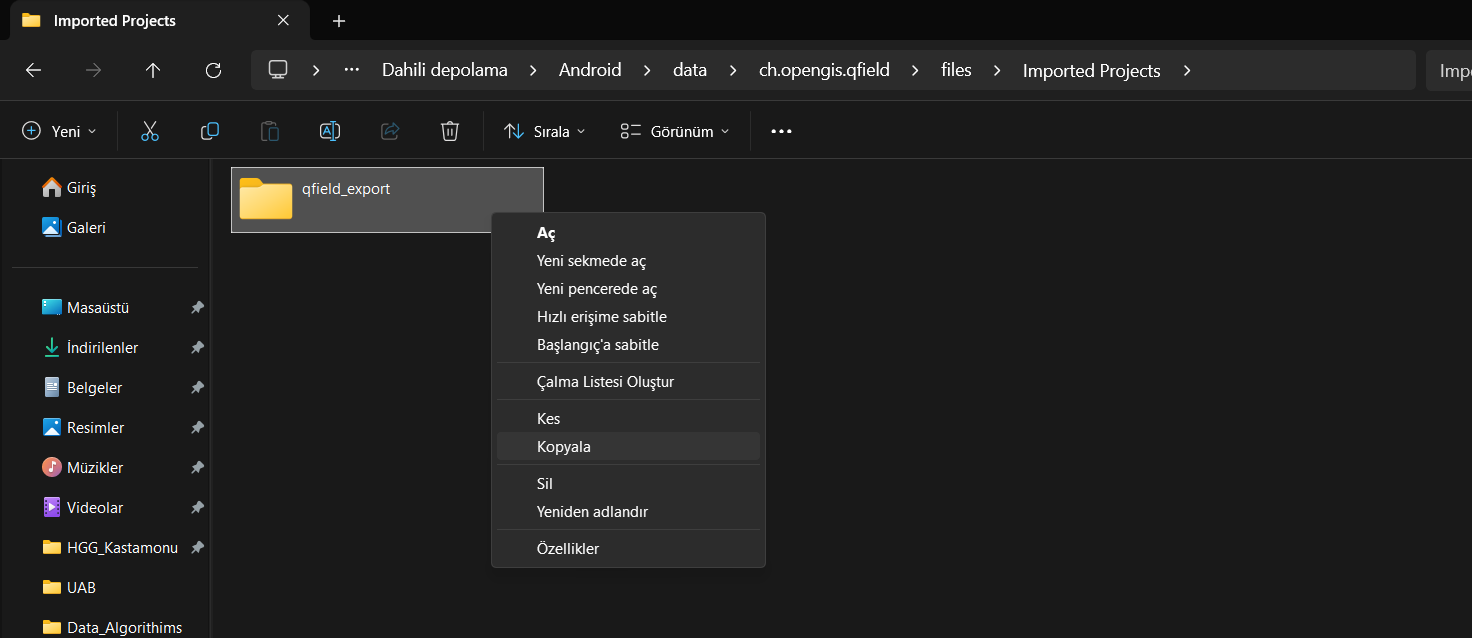 Imported Projects
Dahili depolama
Android
data
ch.opengis.qfield
files
Imported Projects
Yeni
Sırala
Görünüm
Giriş
Galeri
Masaüstü
İndirilenler
Belgeler
Resimler
Müzikler
Videolar
HGG_Kastamonu
UAB
Data_Algorithims
qfield_export
Aç
Yeni sekmede aç
Yeni pencerede aç
Hızlı erişime sabitle
Başlangıç'a sabitle
Çalma Listesi Oluştur
Kes
Kopyala
Sil
Yeniden adlandır
Özellikler